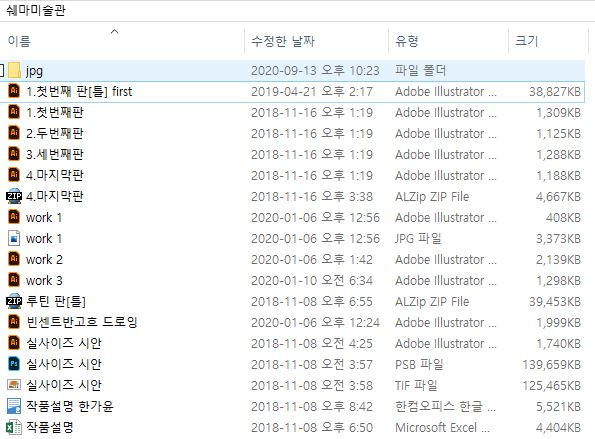 쉐마미술관
이름 수정한 날짜 유형 크기
jpg 2020-09-13 오후 10:23 파일 폴더
1.첫번째 판[틀] first 2019-04-21 오후 2:17 Adobe Illustrator ... 38,827KB
1.첫번째판 2018-11-16 오후 1:19 Adobe Illustrator ... 1,309KB
2.두번째판 2018-11-16 오후 1:19 Adobe Illustrator ... 1,125KB
3.세번째판 2018-11-16 오후 1:19 Adobe Illustrator ... 1,288KB
4.마지막판 2018-11-16 오후 1:19 Adobe Illustrator ... 1,188KB
4.마지막판 2018-11-16 오후 3:38 ALZip ZIP File 4,667KB
work 1 2020-01-06 오후 12:56 Adobe Illustrator ... 408KB
work 1 2020-01-06 오후 12:56 JPG 파일 3,373KB
work 2 2020-01-06 오후 1:42 Adobe Illustrator ... 2,139KB
work 3 2020-01-10 오전 6:34 Adobe Illustrator ... 1,298KB
루틴 판[틀] 2018-11-08 오후 6:55 ALZip ZIP File 39,453KB
빈센트반고흐 드로잉 2020-01-06 오후 12:24 Adobe Illustrator ... 1,999KB
실사이즈 시안 2018-11-08 오후 4:25 Adobe Illustrator ... 1,740KB
실사이즈 시안 2018-11-08 오전 3:57 PSB 파일 139,659KB
실사이즈 시안 2018-11-08 오전 3:58 TIF 파일 125,465KB
작품설명 한가윤 2018-11-08 오후 8:42 한컴오피스 한글 ... 5,521KB
작품설명 2018-11-08 오후 6:50 Microsoft Excel ... 4,404KB